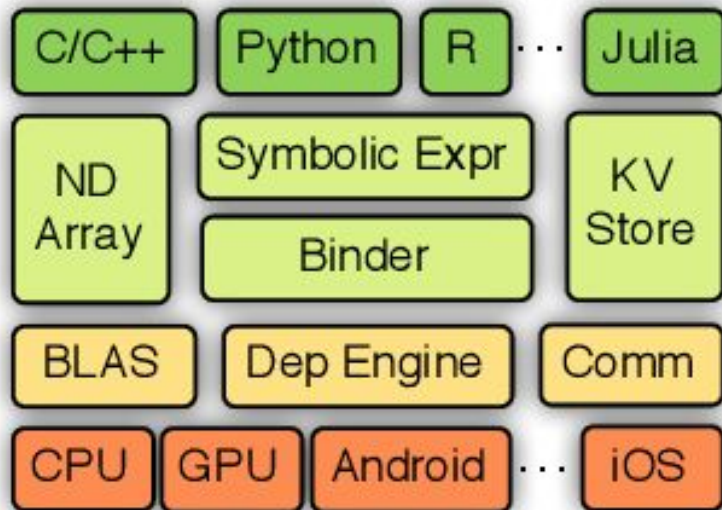 C/C++ Python R ... Julia
ND Array
Symbolic Expr
Binder
KV Store
BLAS Dep Engine Comm
CPU GPU Android ... iOS